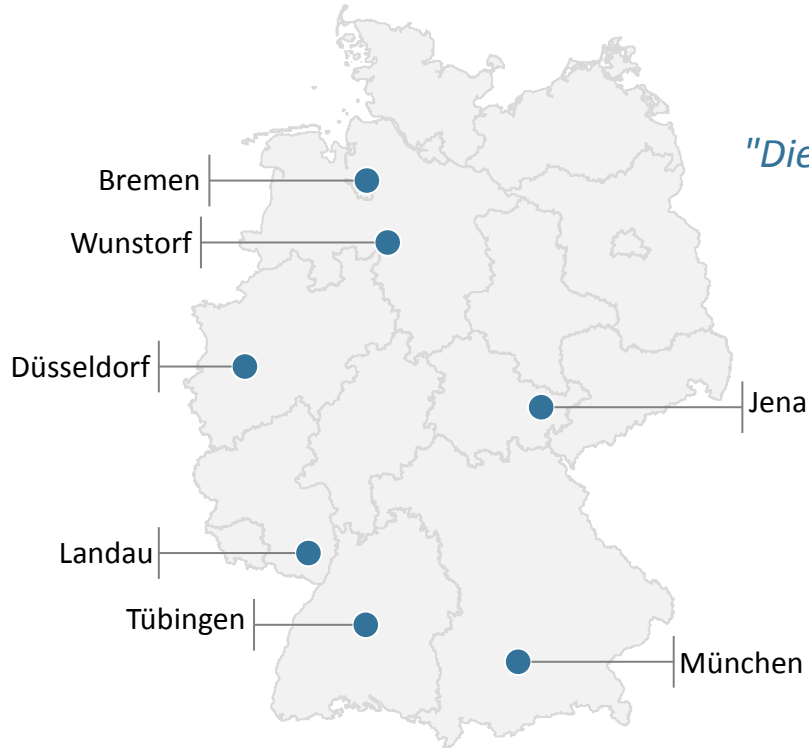 "Die
Bremen
Wunstorf
Düsseldorf
Jena
Landau
Tübingen
München